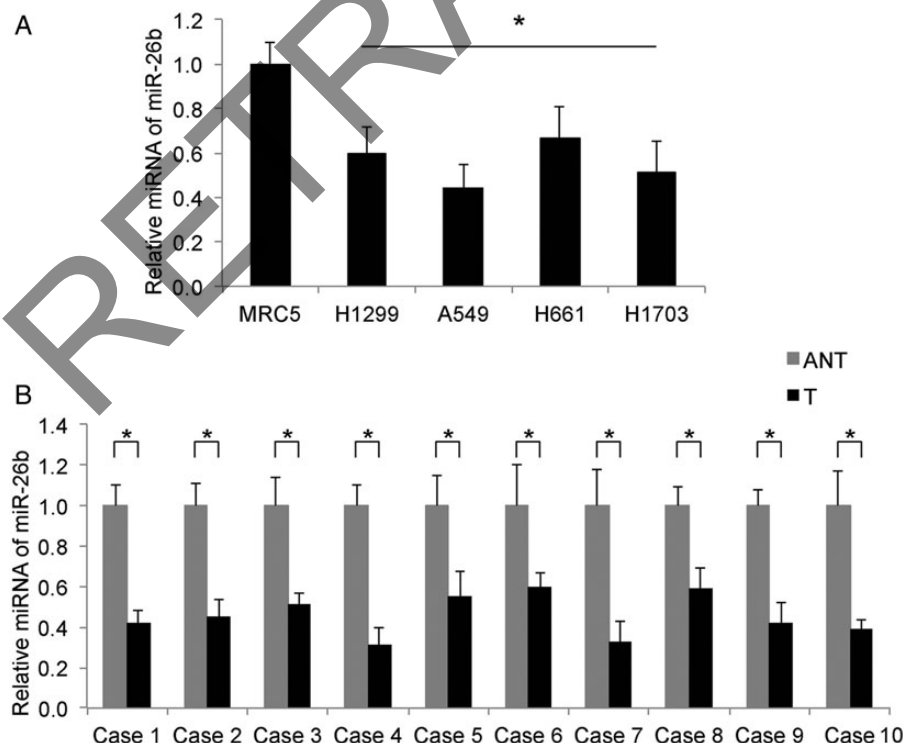 A
RETRA
*
Relative miRNA of miR-26b
1.2
1.0
0.8
0.6
0.4
0.2
0.0
MRC5 H1299 A549 H661 H1703
ANT
T
B
Relative miRNA of miR-26b
1.4
1.2
1.0
0.8
0.6
0.4
0.2
0.0
* * * * * * * * * *
Case 1 Case 2 Case 3 Case 4 Case 5 Case 6 Case 7 Case 8 Case 9 Case 10